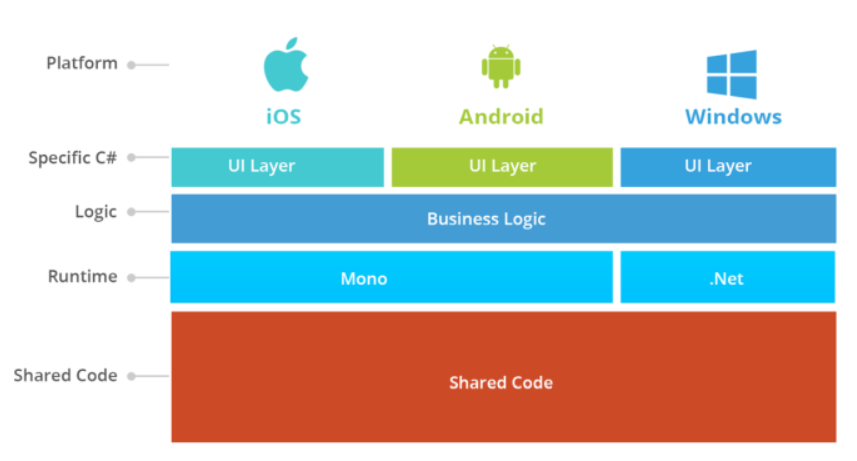 Platform
iOS Android Windows
Specific C# UI Layer UI Layer UI Layer
Logic Business Logic
Runtime Mono .Net
Shared Code Shared Code